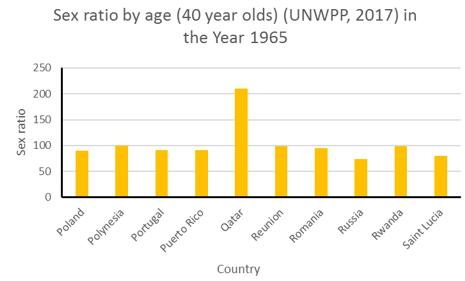 Sex ratio by age (40 year olds) (UNWPP, 2017) in
the Year 1965
250
200
150
100
50
0
Sex ratio
Poland
Polynesia
Portugal
Puerto Rico
Qatar
Reunion
Romania
Russia
Rwanda
Saint Lucia
Country